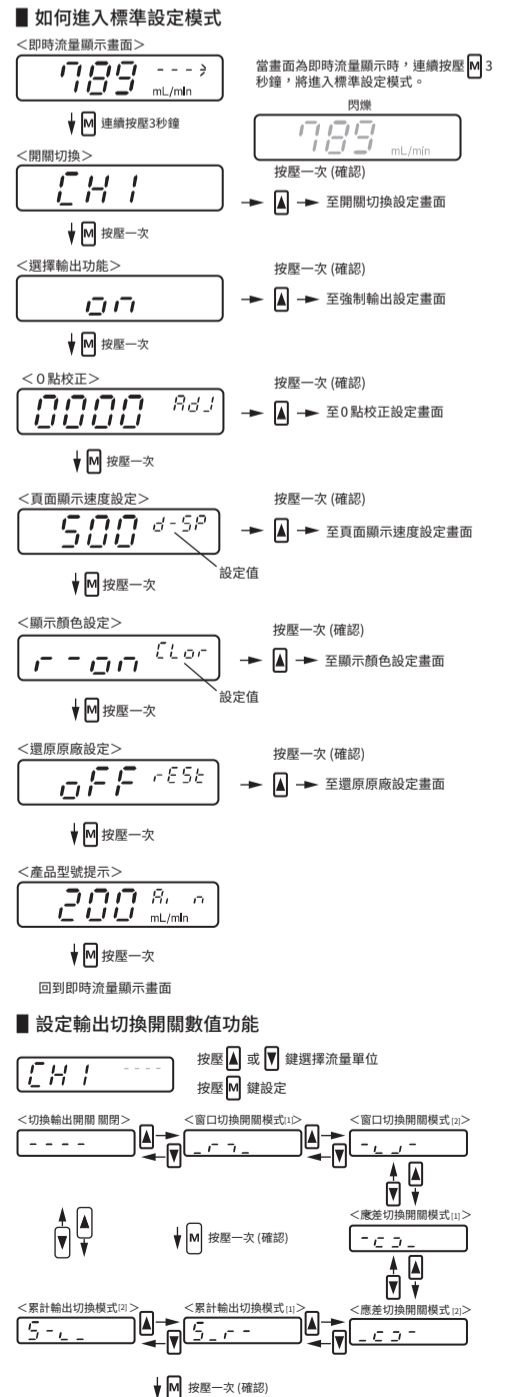 ■ 如何進入標準設定模式
＜即時流量顯示畫面＞
789 mL/min
當畫面為即時流量顯示時，連續按壓 M 3
秒鐘，將進入標準設定模式。
M 連續按壓3秒鐘
閃爍
789 mL/min
＜開關切換＞
CH1
按壓一次 (確認)
▲ 至開關切換設定畫面
M 按壓一次
＜選擇輸出功能＞
on
按壓一次 (確認)
▲ 至強制輸出設定畫面
M 按壓一次
＜０點校正＞
0000 Adj
按壓一次 (確認)
▲ 至0 點校正設定畫面
M 按壓一次
＜頁面顯示速度設定＞
500 d-SP
按壓一次 (確認)
▲ 至頁面顯示速度設定畫面
設定值
M 按壓一次
＜顯示顏色設定＞
r-on CLor
按壓一次 (確認)
▲ 至顯示顏色設定畫面
設定值
M 按壓一次
＜還原原廠設定＞
oFF rESt
按壓一次 (確認)
▲ 至還原原廠設定畫面
M 按壓一次
＜產品型號提示＞
200 mL/min
M 按壓一次
回到即時流量顯示畫面
■ 設定輸出切換開關數值功能
CH1 ----
按壓 ▲ 或 ▼ 鍵選擇流量單位
按壓 M 鍵設定
＜切換輸出開關 關閉＞ ＜窗口切換開關模式[1]＞ ＜窗口切換開關模式[2]＞
----
▲ ▼
＜應差切換開關模式[1]＞
M 按壓一次 (確認)
＜累計輸出切換模式[2]＞ ＜累計輸出切換模式[1]＞ ＜應差切換開關模式 [2]＞
M 按壓一次 (確認)